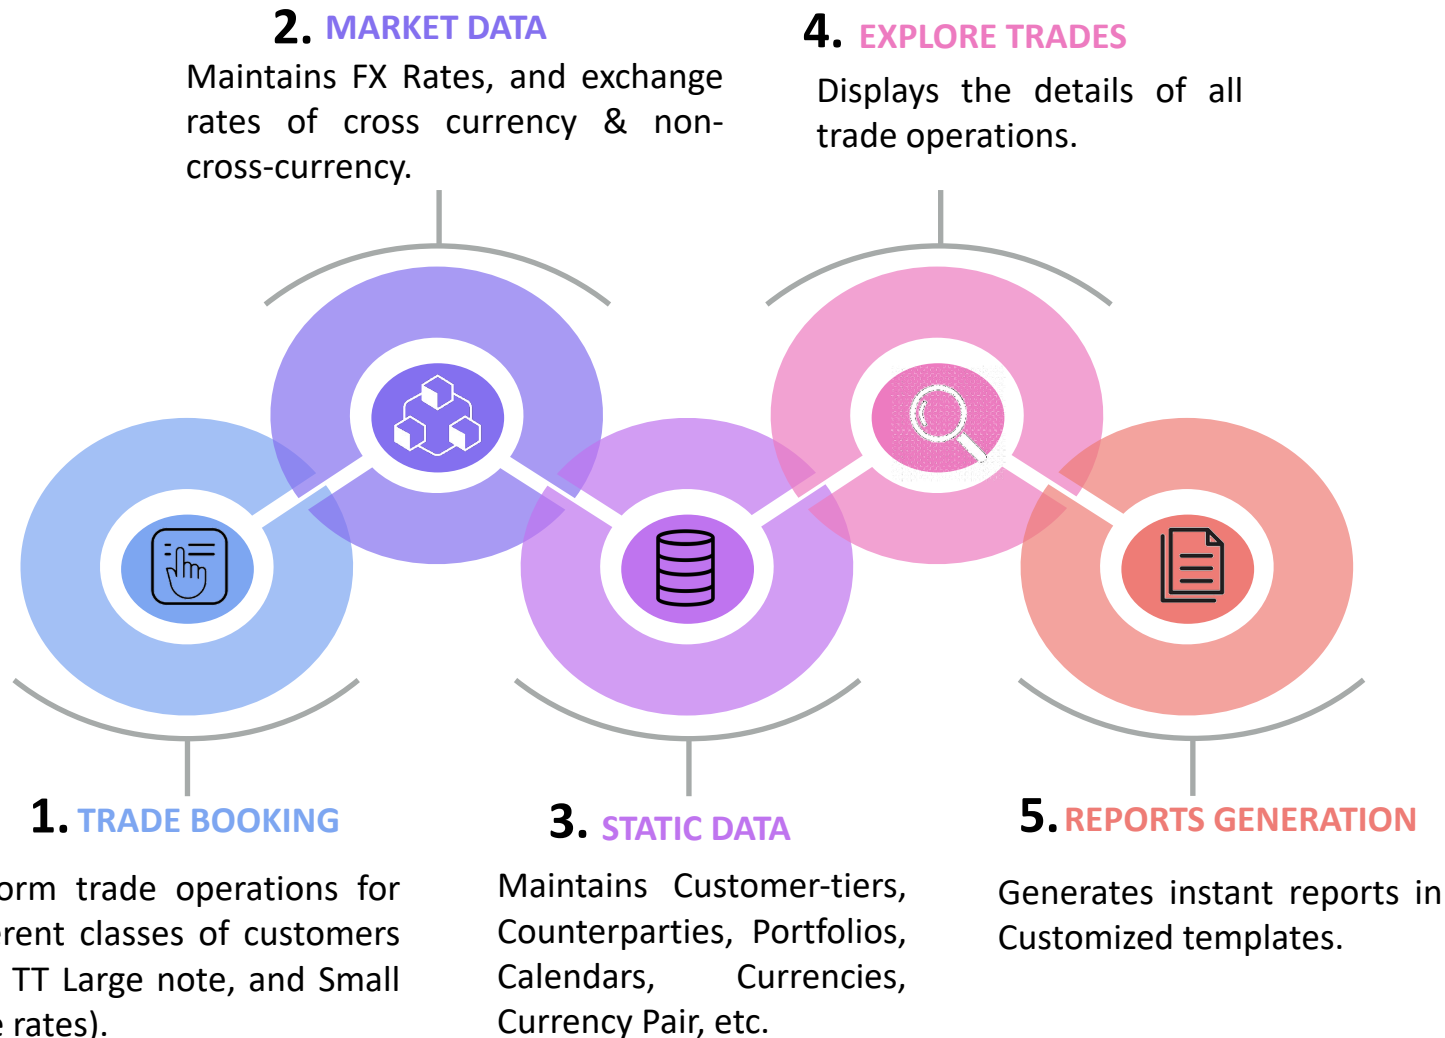 2. MARKET DATA
Maintains FX Rates, and exchange
rates of cross currency & non-
cross-currency.
4. EXPLORE TRADES
Displays the details of all
trade operations.
1. TRADE BOOKING
orm trade operations for
erent classes of customers
TT Large note, and Small
e rates).
3. STATIC DATA
Maintains Customer-tiers,
Counterparties, Portfolios,
Calendars, Currencies,
Currency Pair, etc.
5. REPORTS GENERATION
Generates instant reports in
Customized templates.